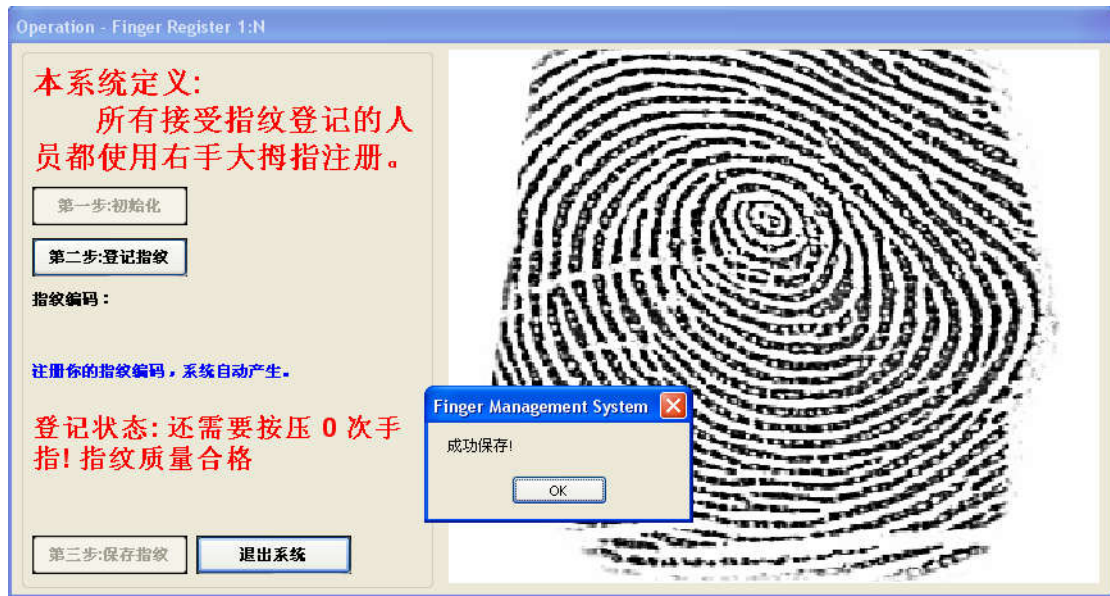 Operation - Finger Register 1:N
本系统定义:
所有接受指纹登记的人
员都使用右手大拇指注册。
第一步:初始化
第二步:登记指纹
指纹编码：
注册你的指纹编码，系统自动产生。
登记状态: 还需要按压 0 次手
指! 指纹质量合格
Finger Management System
成功保存!
OK
第三步:保存指纹
退出系统